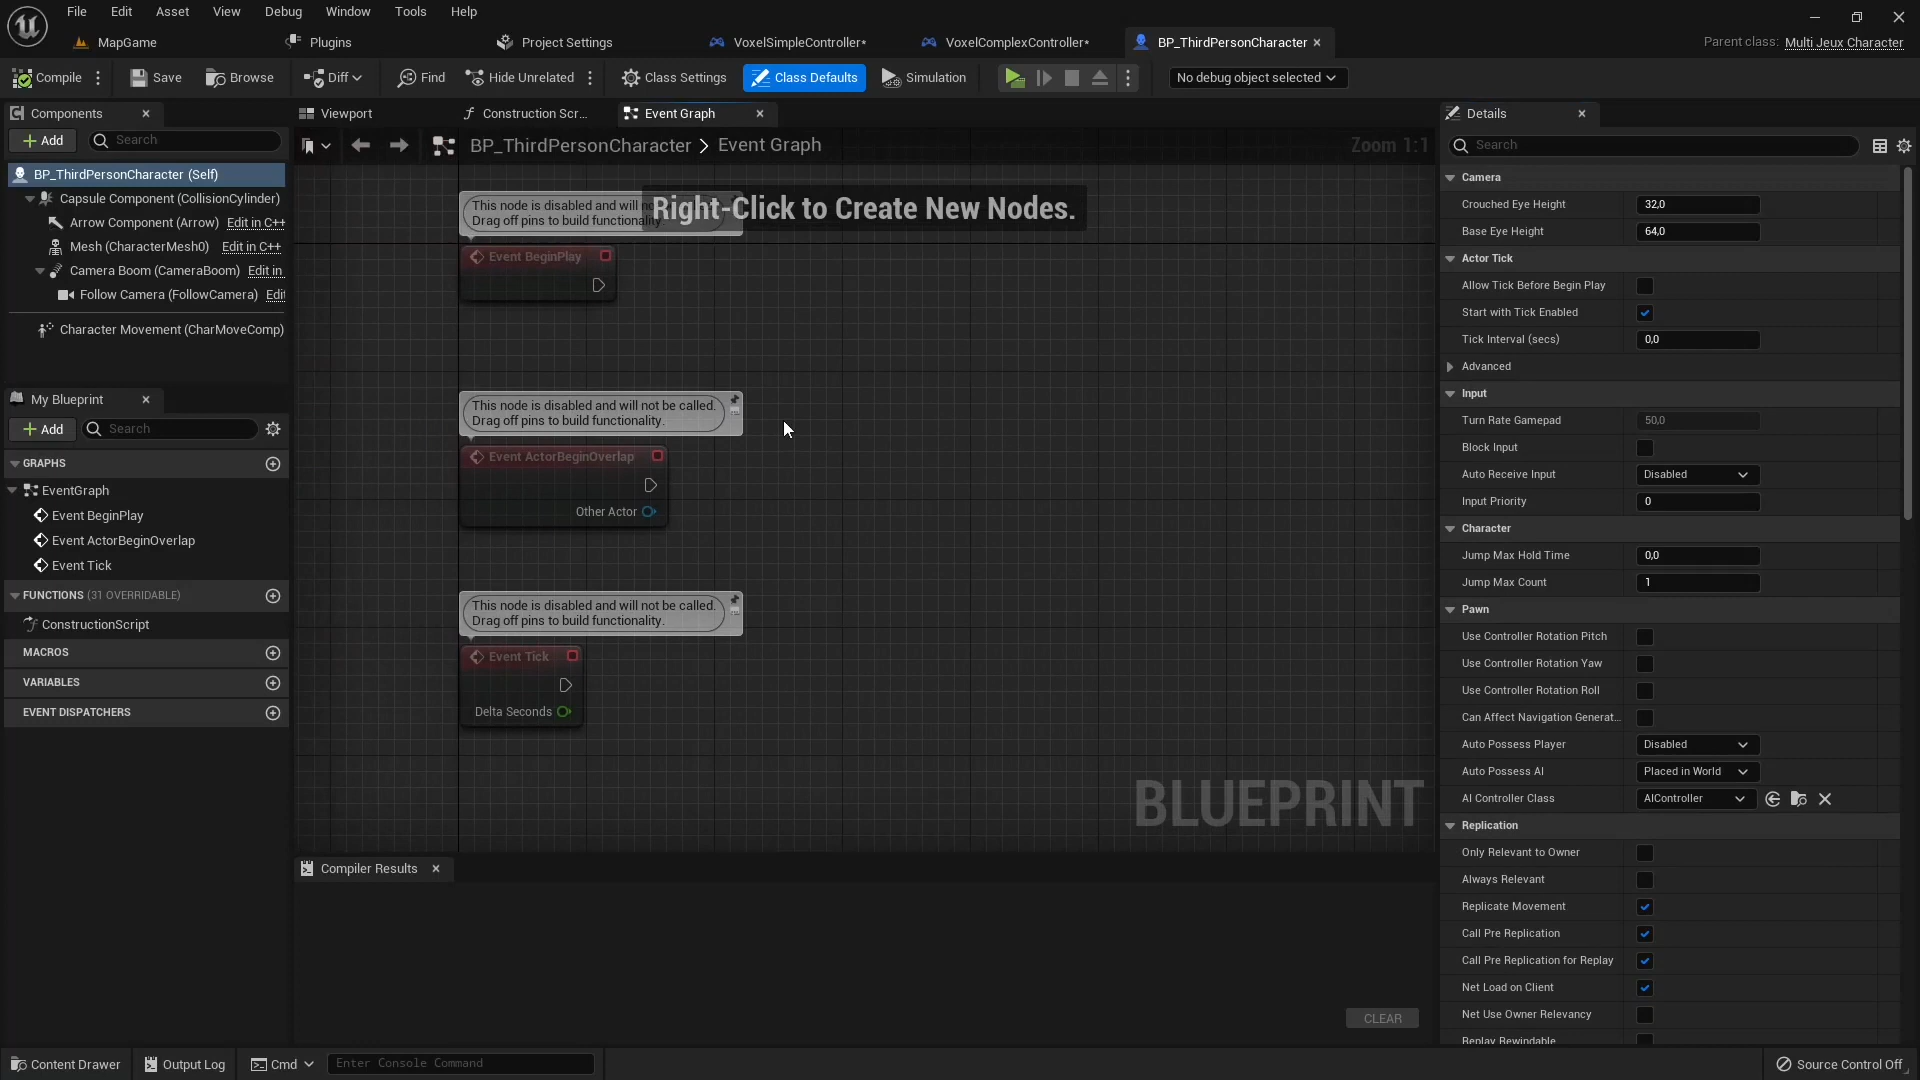 File Edit Asset View Debug Window Tools Help
MapGame Plugins Project Settings VoxelSimpleController* VoxelComplexController* BP_ThirdPersonCharacter Parent class: Multi Jeux Character
Compile Save Browse Diff Find Hide Unrelated Class Settings Class Defaults Simulation No debug object selected
Components
Add Search
BP_ThirdPersonCharacter (Self)
Capsule Component (CollisionCylinder)
Arrow Component (Arrow) Edit in C++
Mesh (CharacterMesh0) Edit in C++
Camera Boom (CameraBoom) Edit in
Follow Camera (FollowCamera) Edit
Character Movement (CharMoveComp)
My Blueprint
Add Search
GRAPHS
EventGraph
Event BeginPlay
Event ActorBeginOverlap
Event Tick
FUNCTIONS (31 OVERRIDABLE)
ConstructionScript
MACROS
VARIABLES
EVENT DISPATCHERS
Viewport Construction Scr... Event Graph
BP_ThirdPersonCharacter > Event Graph Zoom 1:1
Right-Click to Create New Nodes.
This node is disabled and will no
Drag off pins to build functionality.
Event BeginPlay
This node is disabled and will not be called.
Drag off pins to build functionality.
Event ActorBeginOverlap
Other Actor
This node is disabled and will not be called.
Drag off pins to build functionality.
Event Tick
Delta Seconds
BLUEPRINT
Compiler Results
CLEAR
Details
Search
Camera
Crouched Eye Height 32,0
Base Eye Height 64,0
Actor Tick
Allow Tick Before Begin Play
Start with Tick Enabled
Tick Interval (secs) 0,0
Advanced
Input
Turn Rate Gamepad 50,0
Block Input
Auto Receive Input Disabled
Input Priority 0
Character
Jump Max Hold Time 0,0
Jump Max Count 1
Pawn
Use Controller Rotation Pitch
Use Controller Rotation Yaw
Use Controller Rotation Roll
Can Affect Navigation Generat...
Auto Possess Player Disabled
Auto Possess AI Placed in World
AI Controller Class AIController
Replication
Only Relevant to Owner
Always Relevant
Replicate Movement
Call Pre Replication
Call Pre Replication for Replay
Net Load on Client
Net Use Owner Relevancy
Replay Rewindable
Content Drawer Output Log Cmd Enter Console Command Source Control Off